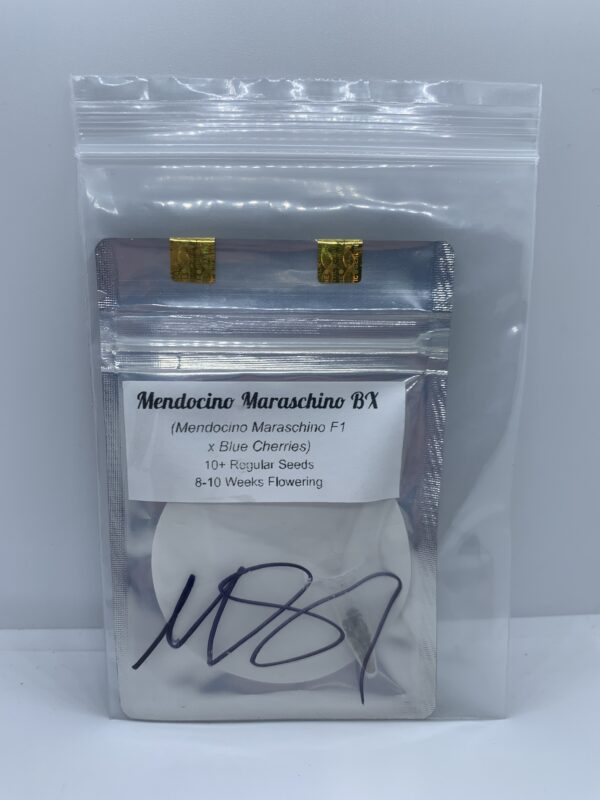 Mendocino Maraschino BX
(Mendocino Maraschino F1
x Blue Cherries)
10+ Regular Seeds
8-10 Weeks Flowering